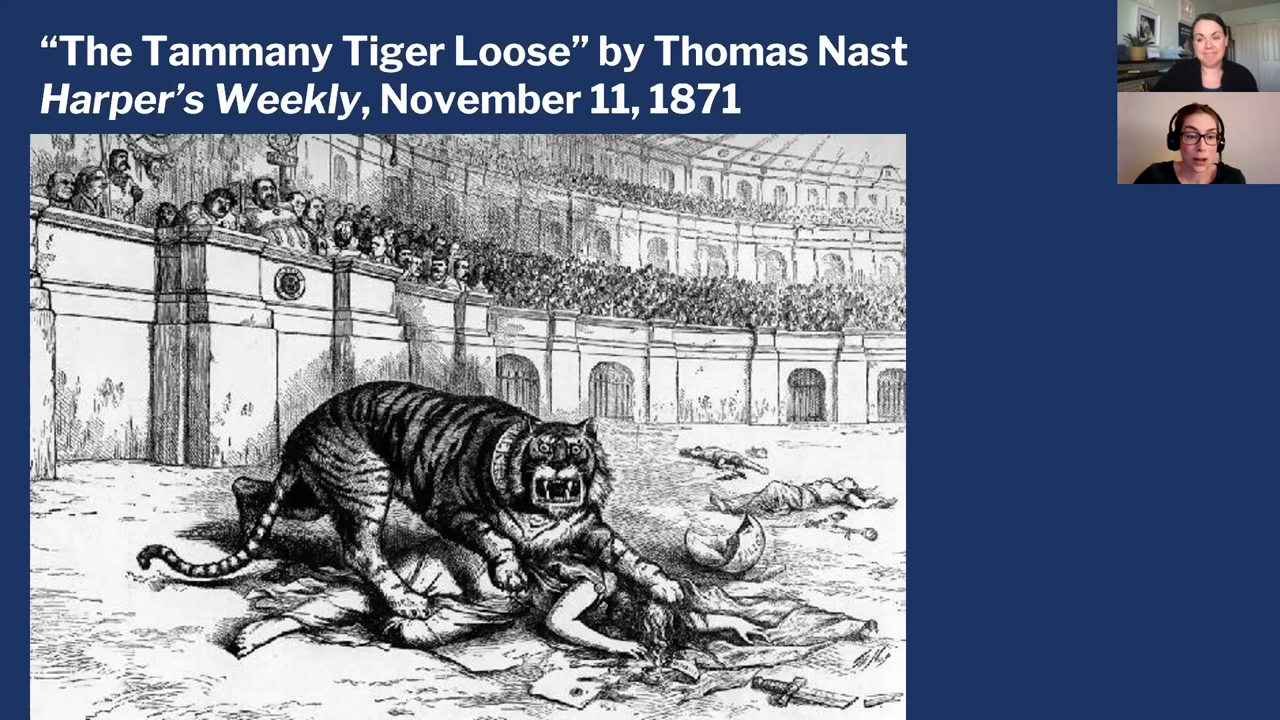 “The Tammany Tiger Loose” by Thomas Nast
Harper’s Weekly, November 11, 1871